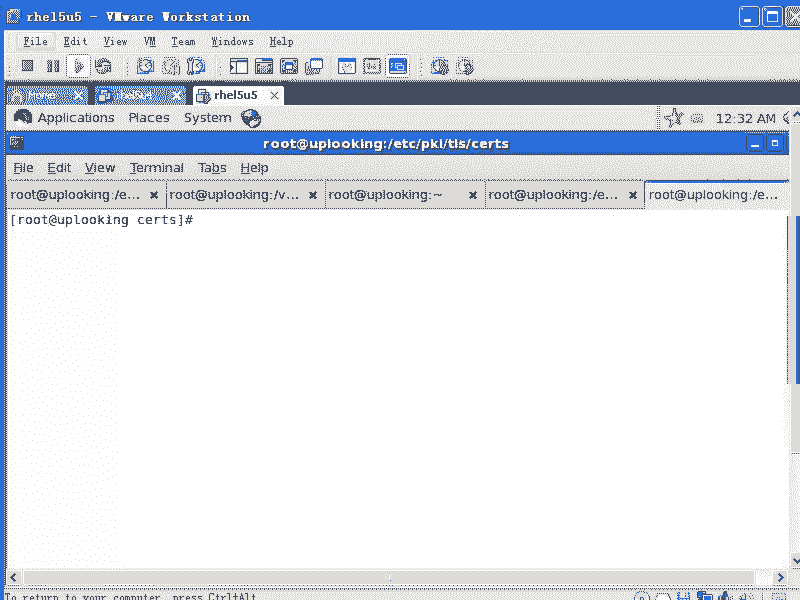 rhel5u5 - VMware Workstation
File Edit View VM Team Windows Help
Home rhel5u5
Applications Places System 12:32 AM
root@uplooking:/etc/pki/tls/certs
File Edit View Terminal Tabs Help
root@uplooking:/e... root@uplooking:/v... root@uplooking:~ root@uplooking:/e... root@uplooking:/e...
[root@uplooking certs]#
To return to your computer, press Ctrl+Alt.